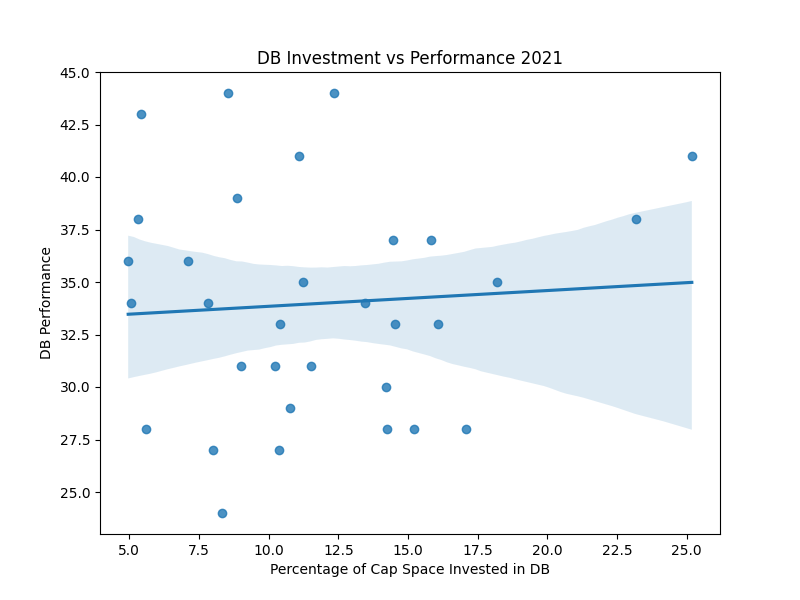 DB Investment vs Performance 2021
45.0
42.5
40.0
37.5
35.0
32.5
30.0
27.5
25.0
DB Performance
5.0 7.5 10.0 12.5 15.0 17.5 20.0 22.5 25.0
Percentage of Cap Space Invested in DB